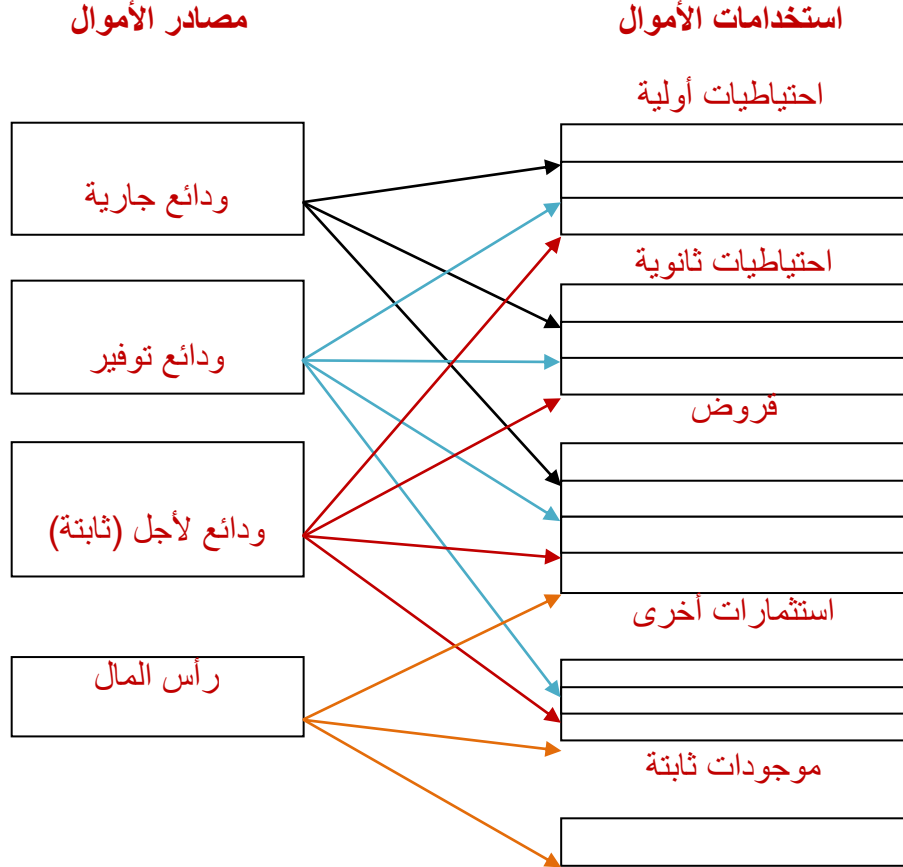 استخدامات الأموال
مصادر الأموال
احتياطيات أولية
ودائع جارية
احتياطيات ثانوية
ودائع توفير
قروض
ودائع لأجل (ثابتة)
استثمارات أخرى
رأس المال
موجودات ثابتة